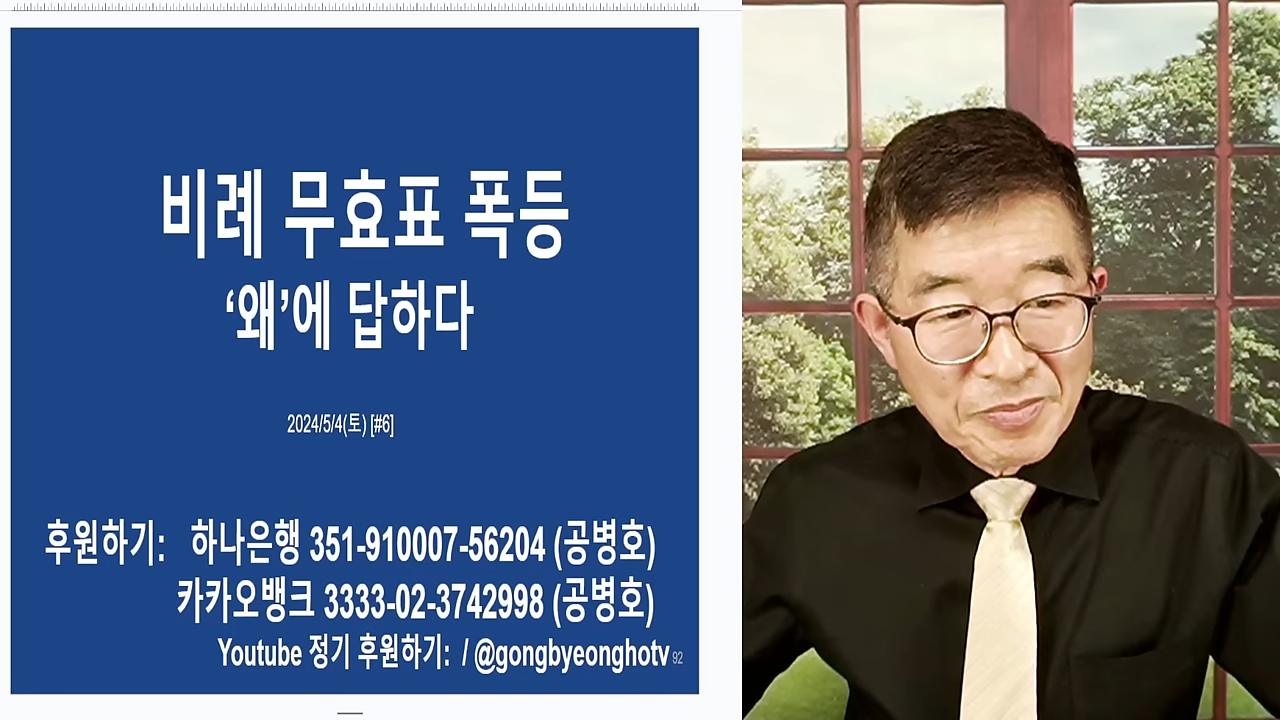 비례 무효표 폭등
‘왜’에 답하다
2024/5/4(토) [#6]
후원하기: 하나은행 351-910007-56204 (공병호)
카카오뱅크 3333-02-3742998 (공병호)
Youtube 정기 후원하기: / @gongbyeonghotv 92